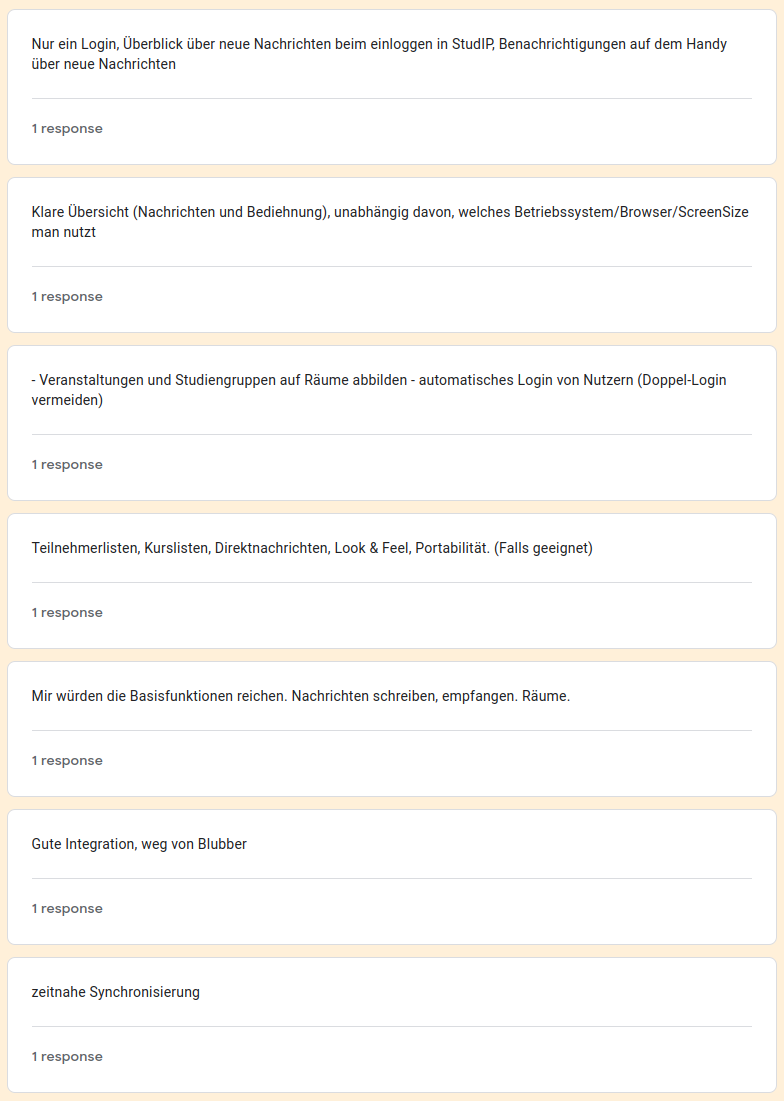 Nur ein Login, Überblick über neue Nachrichten beim einloggen in StudIP, Benachrichtigungen auf dem Handy
über neue Nachrichten
1 response
Klare Übersicht (Nachrichten und Bediehnung), unabhängig davon, welches Betriebssystem/Browser/ScreenSize
man nutzt
1 response
- Veranstaltungen und Studiengruppen auf Räume abbilden - automatisches Login von Nutzern (Doppel-Login
vermeiden)
1 response
Teilnehmerlisten, Kurslisten, Direktnachrichten, Look & Feel, Portabilität. (Falls geeignet)
1 response
Mir würden die Basisfunktionen reichen. Nachrichten schreiben, empfangen. Räume.
1 response
Gute Integration, weg von Blubber
1 response
zeitnahe Synchronisierung
1 response